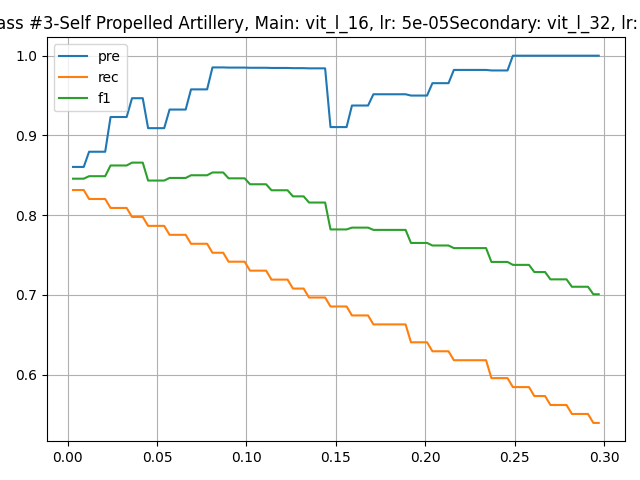 ass #3-Self Propelled Artillery, Main: vit_l_16, lr: 5e-05Secondary: vit_l_32, lr:
pre
rec
f1
1.0
0.9
0.8
0.7
0.6
0.00 0.05 0.10 0.15 0.20 0.25 0.30